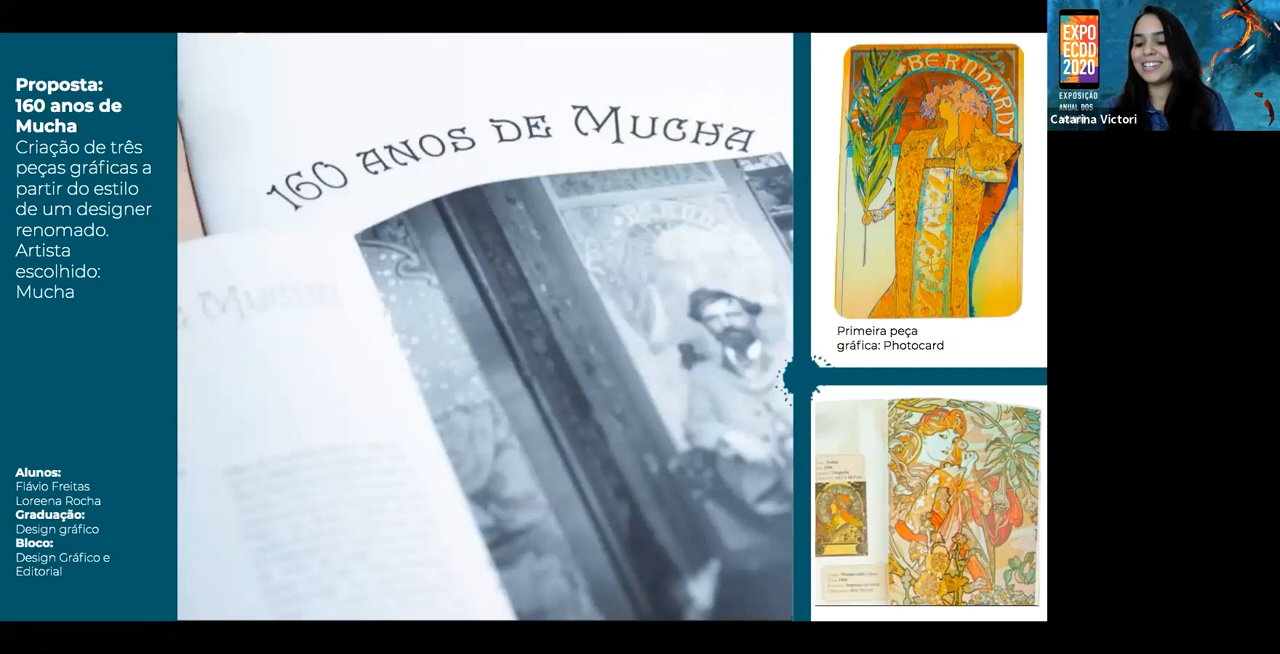 Proposta:
160 anos de
Mucha
Criação de três
peças gráficas a
partir do estilo
de um designer
renomado.
Artista
escolhido:
Mucha
Alunos:
Flávio Freitas
Loreena Rocha
Graduação:
Design gráfico
Bloco:
Design Gráfico e
Editorial
160 ANOS DE MUCHA
Mucha
BERNHARDT
Primeira peça
gráfica: Photocard
EXPO
ECDD
2020
EXPOSIÇÃO
ANUAL DOS
Catarina Victori